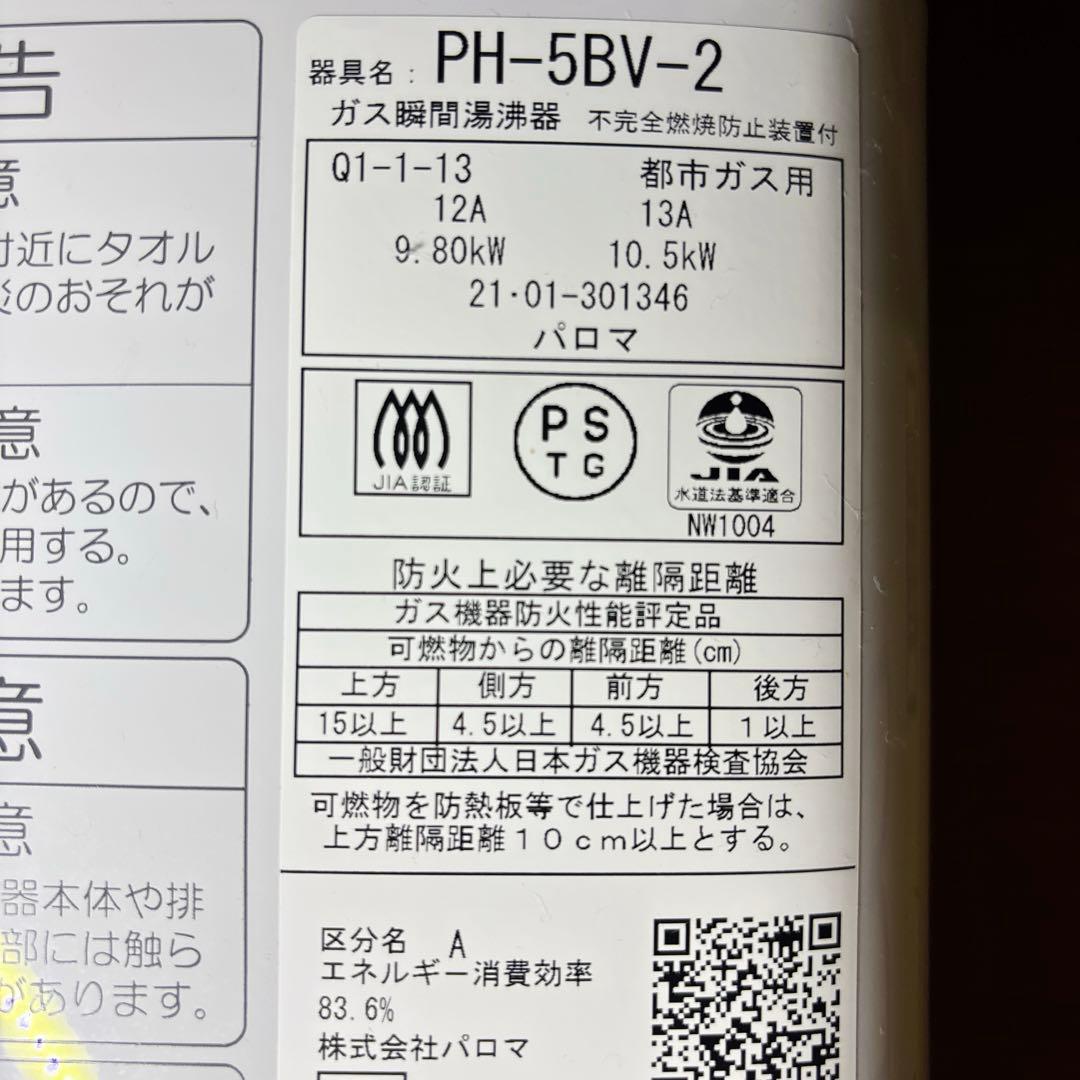 告
意
付近にタオル
災のおそれが
意
があるので、
用する。
ます。
意
意
器本体や排
部には触ら
があります。
器具名： PH-5BV-2
ガス瞬間湯沸器 不完全燃焼防止装置付
Q1-1-13 都市ガス用
12A 13A
9.80kW 10.5kW
21・01-301346
パロマ
JIA認証
PS
TG
JIA
水道法基準適合
NW1004
防火上必要な離隔距離
ガス機器防火性能評定品
可燃物からの離隔距離(cm)
上方 側方 前方 後方
15以上 4.5以上 4.5以上 1以上
一般財団法人日本ガス機器検査協会
可燃物を防熱板等で仕上げた場合は、
上方離隔距離10cm以上とする。
区分名 A
エネルギー消費効率
83.6%
株式会社パロマ